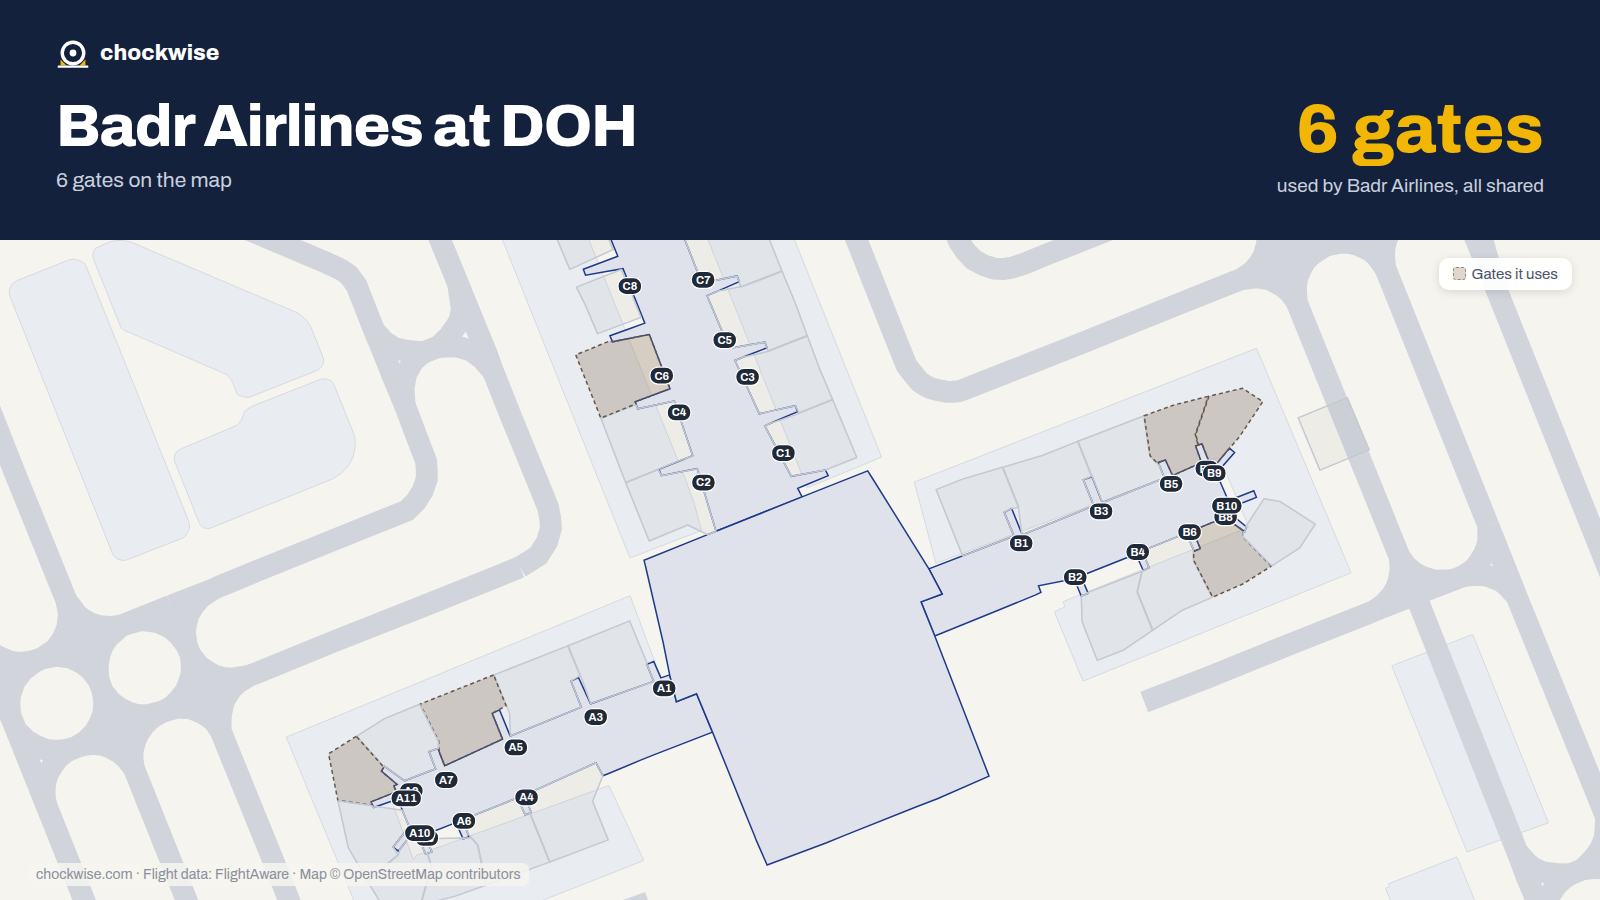 chockwise
Badr Airlines at DOH
6 gates on the map
6 gates
used by Badr Airlines, all shared
Gates it uses
C8
C7
C5
C6
C3
C4
C1
C2
B5
B9
B3
B10
B8
B1
B6
B4
B2
A1
A3
A5
A7
A11
A4
A6
A10
chockwise.com · Flight data: FlightAware · Map © OpenStreetMap contributors